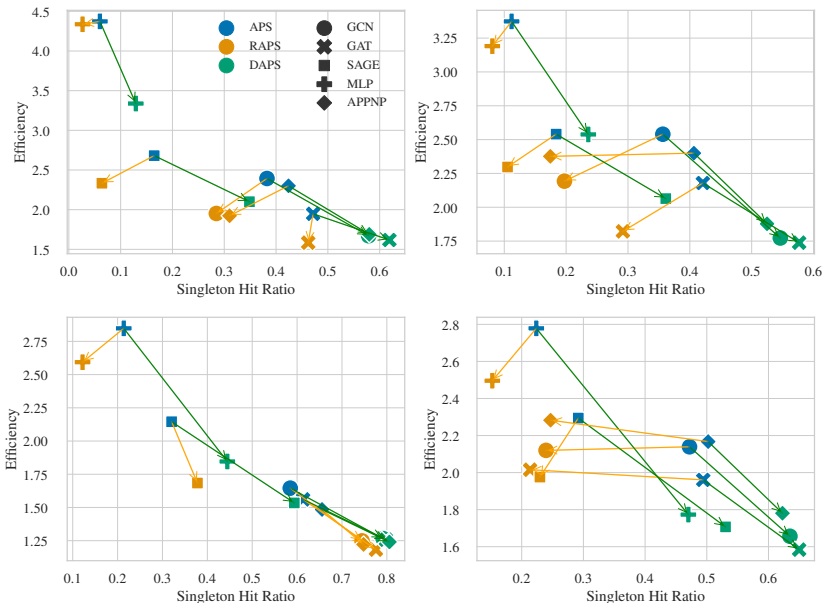 4.5
4.0
3.5
3.0
2.5
2.0
1.5
Efficiency
0.0 0.1 0.2 0.3 0.4 0.5 0.6
Singleton Hit Ratio
APS
RAPS
DAPS
GCN
GAT
SAGE
MLP
APPNP
3.25
3.00
2.75
2.50
2.25
2.00
1.75
Efficiency
0.1 0.2 0.3 0.4 0.5 0.6
Singleton Hit Ratio
2.75
2.50
2.25
2.00
1.75
1.50
1.25
Efficiency
0.1 0.2 0.3 0.4 0.5 0.6 0.7 0.8
Singleton Hit Ratio
2.8
2.6
2.4
2.2
2.0
1.8
1.6
Efficiency
0.2 0.3 0.4 0.5 0.6
Singleton Hit Ratio